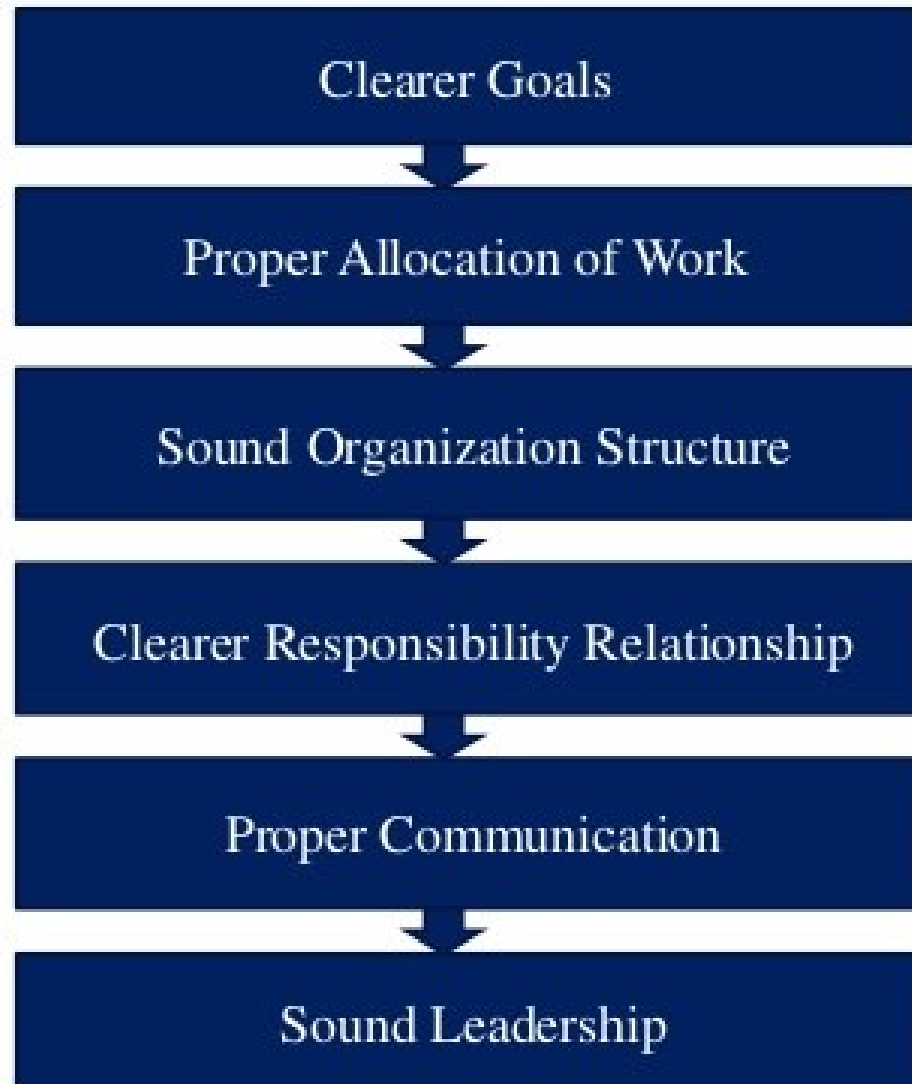 Clearer Goals
Proper Allocation of Work
Sound Organization Structure
Clearer Responsibility Relationship
Proper Communication
Sound Leadership